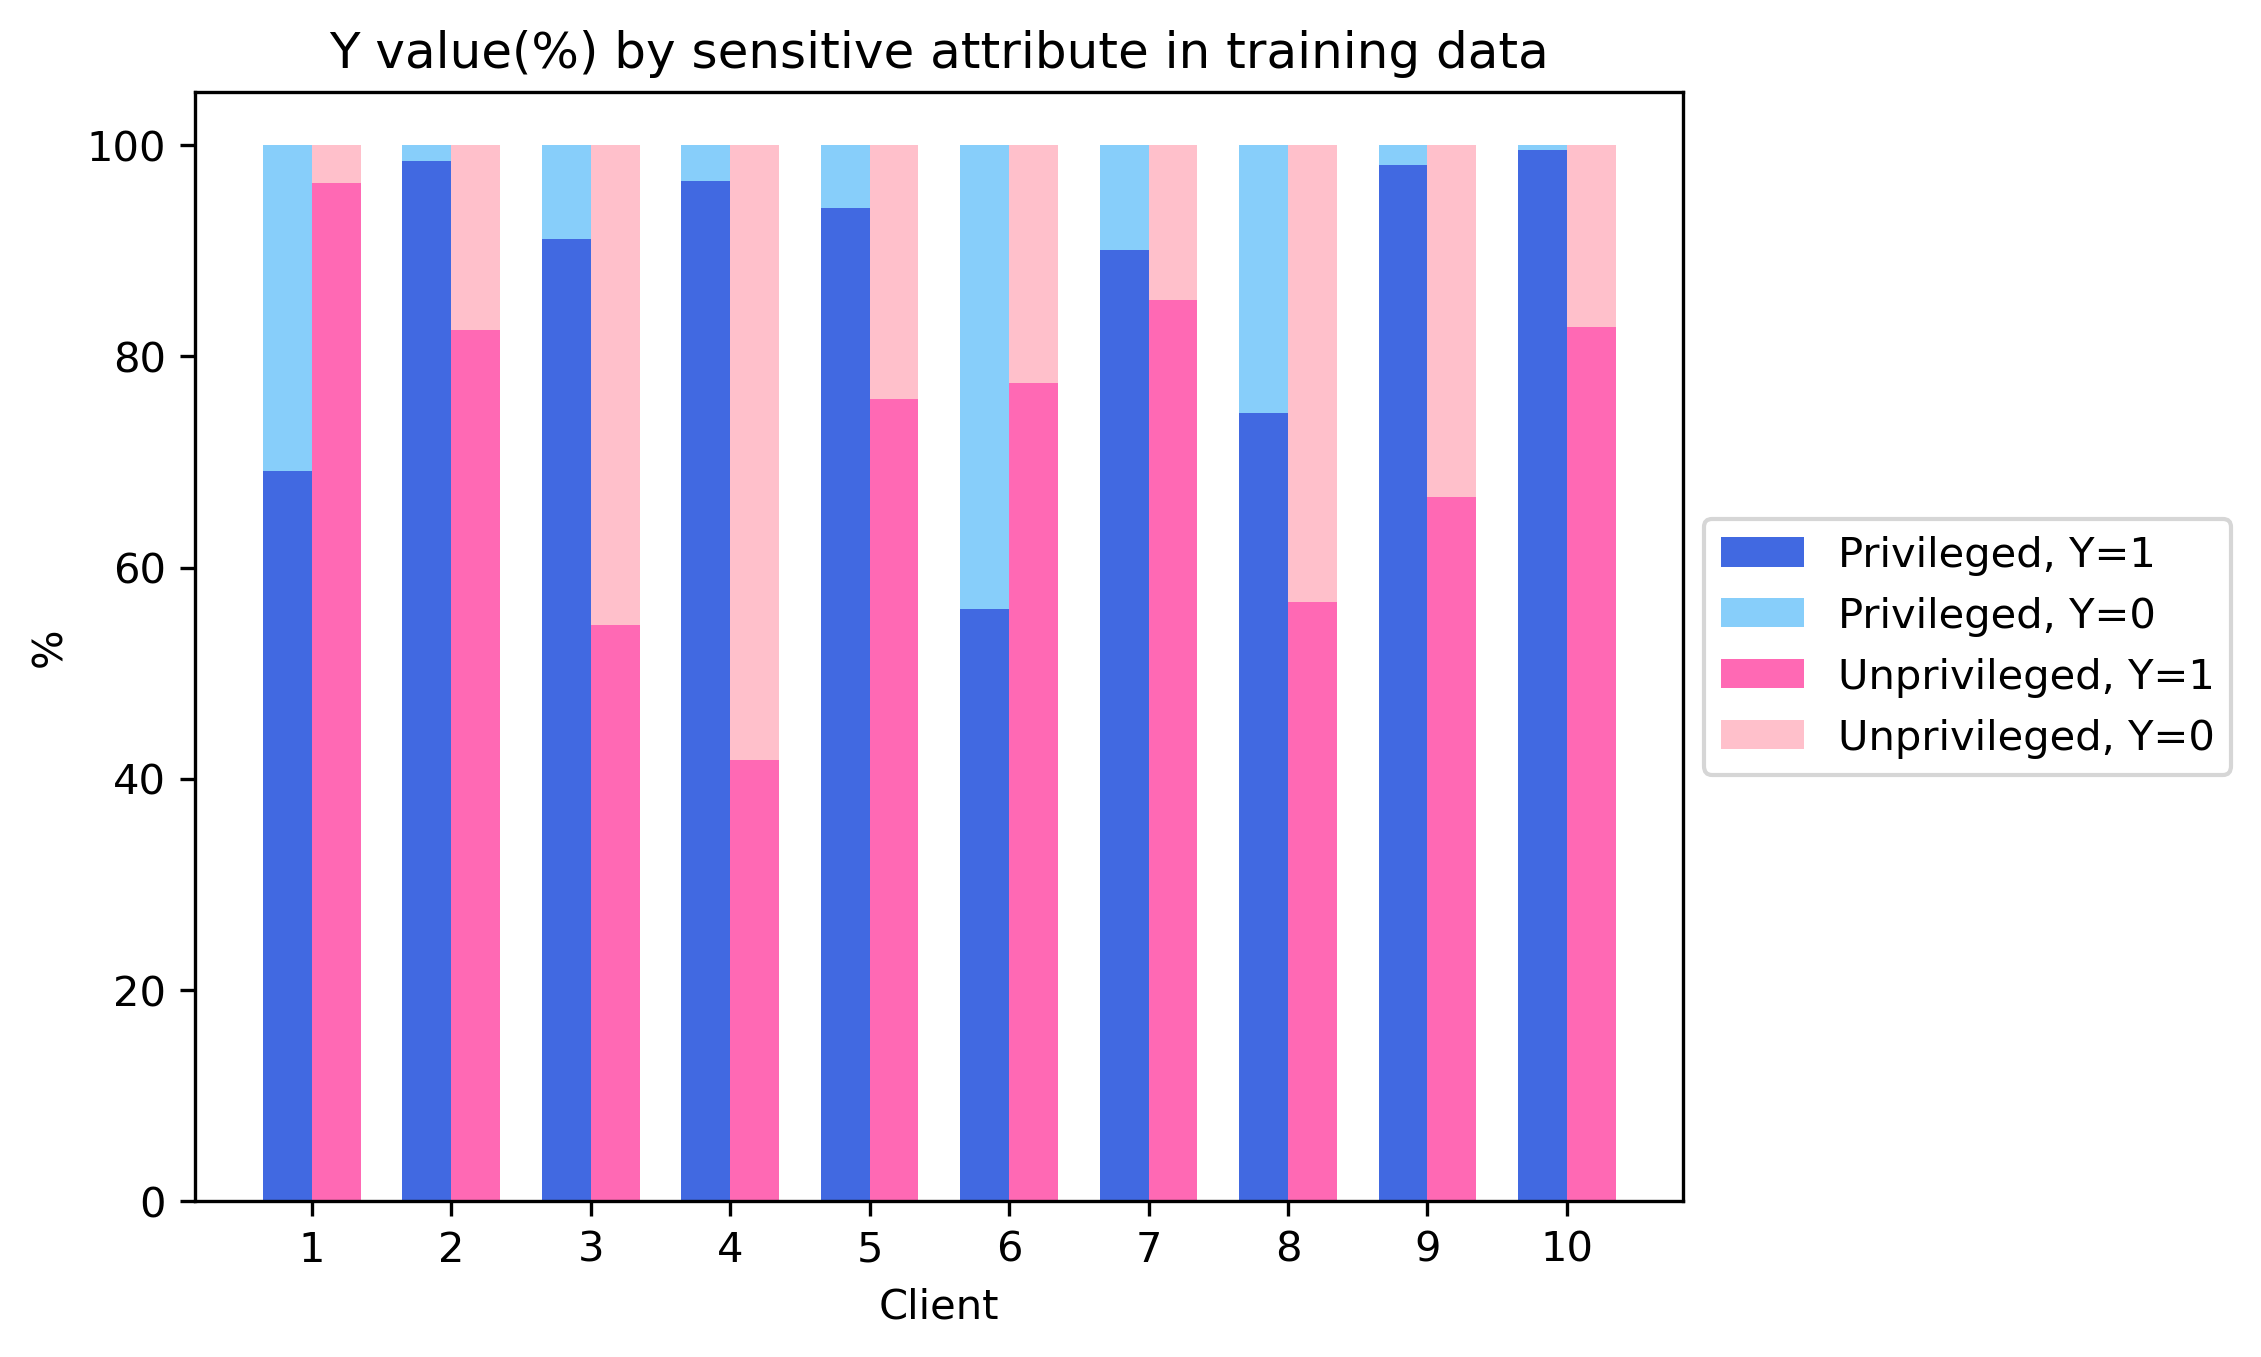 Y value(%) by sensitive attribute in training data
100
80
60
40
20
0
%
1 2 3 4 5 6 7 8 9 10
Client
Privileged, Y=1
Privileged, Y=0
Unprivileged, Y=1
Unprivileged, Y=0